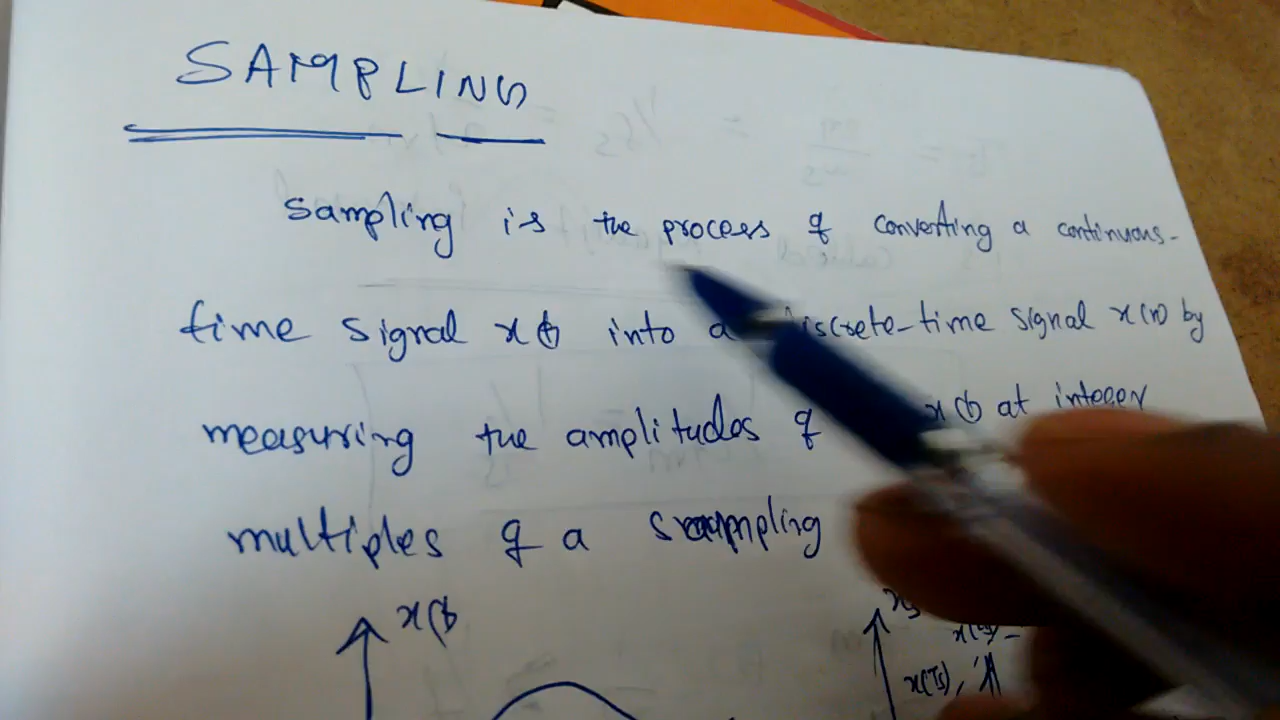 SAMPLING
Sampling is the process of converting a continuous-
time signal x(t) into a discrete-time signal x(n) by
measuring the amplitudes of x(t) at integer
multiples of a sampling
x(t)
x(Ts)